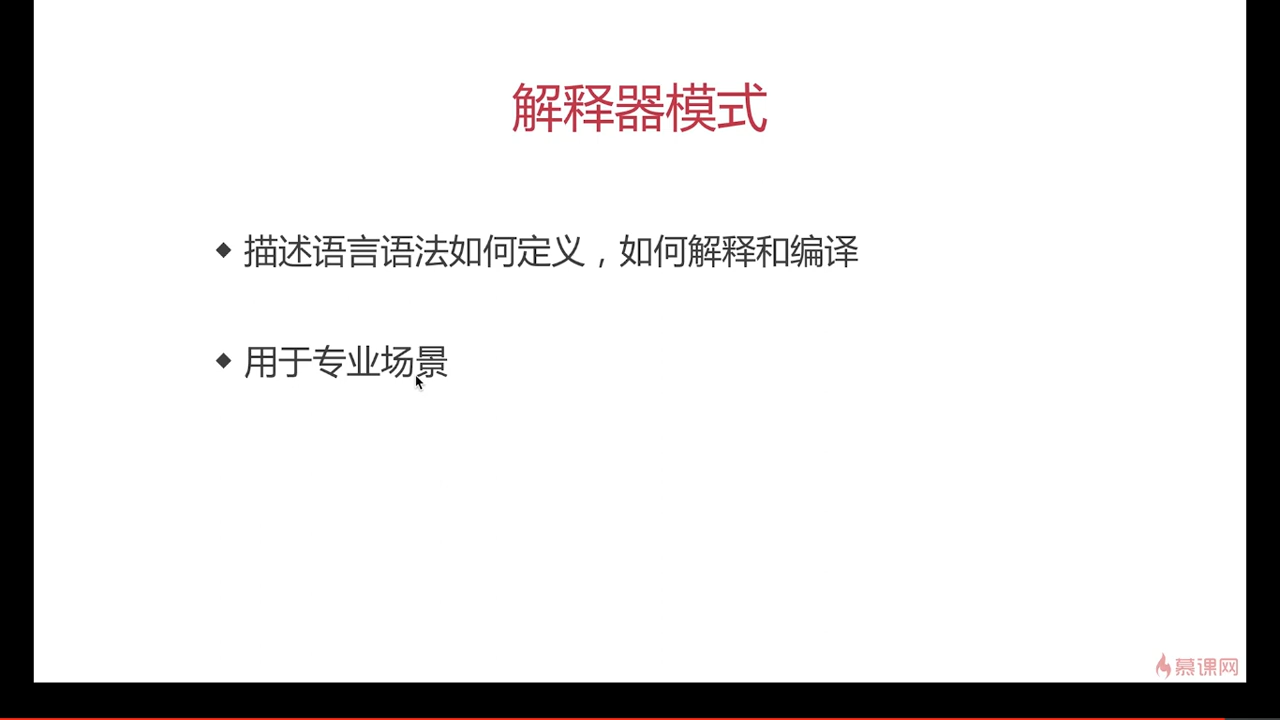 解释器模式
描述语言语法如何定义，如何解释和编译
用于专业场景
慕课网